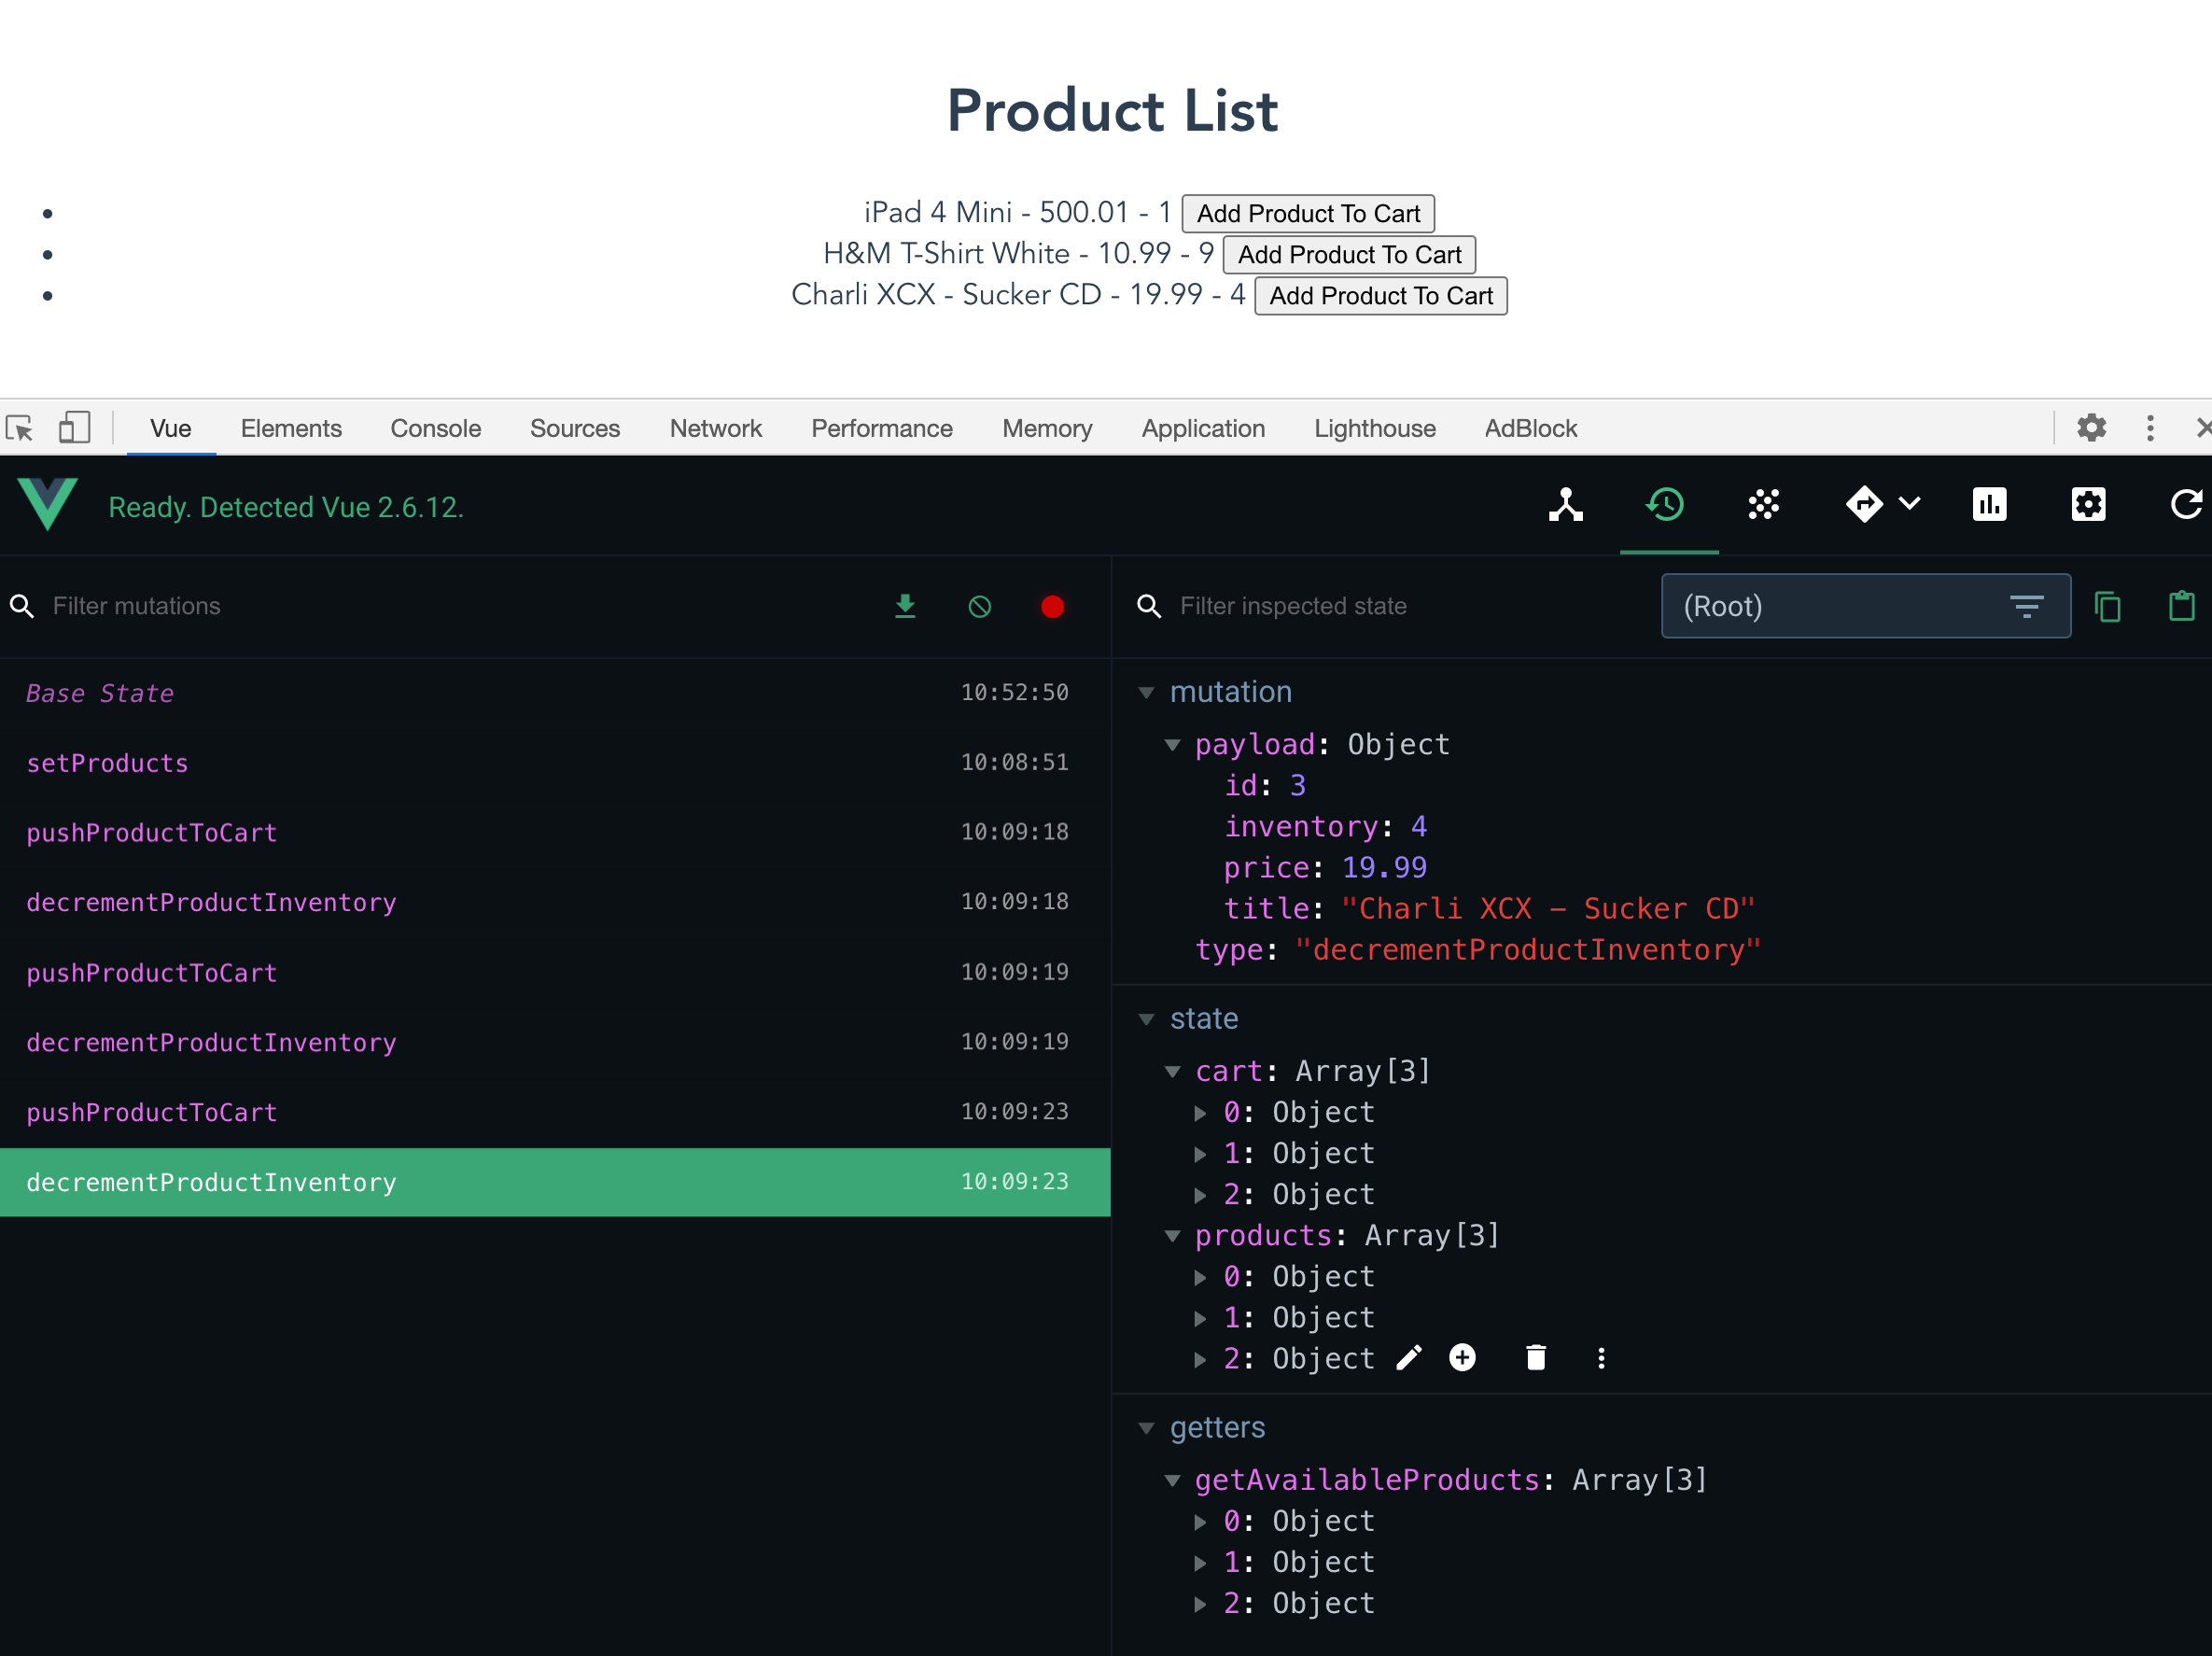 Product List
iPad 4 Mini - 500.01 - 1 Add Product To Cart
H&M T-Shirt White - 10.99 - 9 Add Product To Cart
Charli XCX - Sucker CD - 19.99 - 4 Add Product To Cart
Vue Elements Console Sources Network Performance Memory Application Lighthouse AdBlock
Ready. Detected Vue 2.6.12.
Filter mutations
Base State 10:52:50
setProducts 10:08:51
pushProductToCart 10:09:18
decrementProductInventory 10:09:18
pushProductToCart 10:09:19
decrementProductInventory 10:09:19
pushProductToCart 10:09:23
decrementProductInventory 10:09:23
Filter inspected state (Root)
mutation
payload: Object
id: 3
inventory: 4
price: 19.99
title: "Charli XCX – Sucker CD"
type: "decrementProductInventory"
state
cart: Array[3]
0: Object
1: Object
2: Object
products: Array[3]
0: Object
1: Object
2: Object
getters
getAvailableProducts: Array[3]
0: Object
1: Object
2: Object